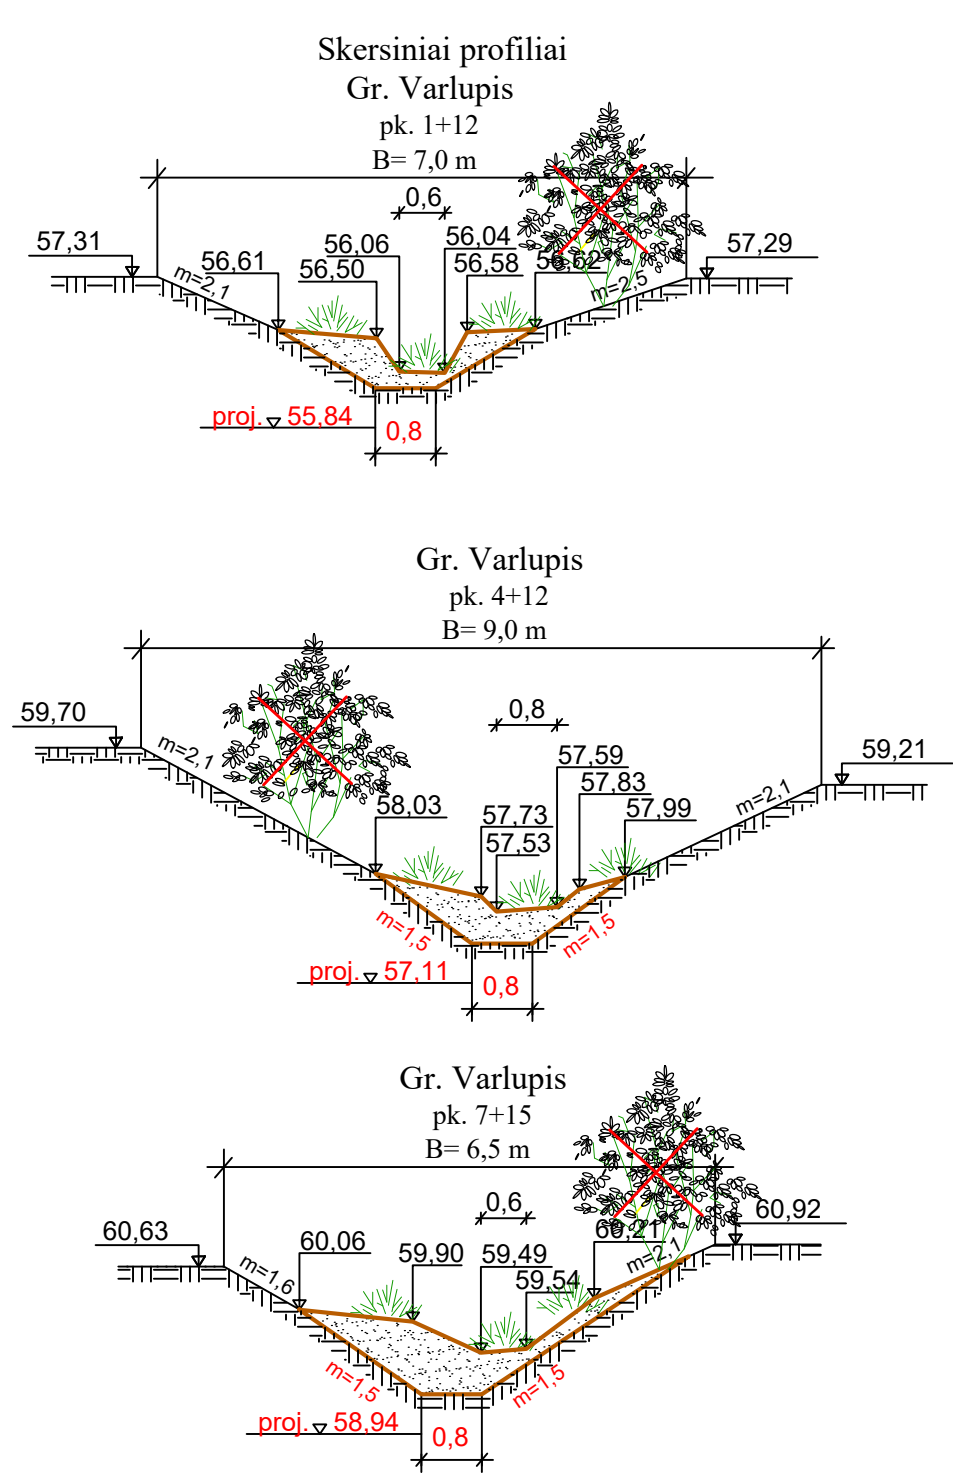 Skersiniai profiliai
Gr. Varlupis
pk. 1+12
B= 7,0 m
0,6
57,31
56,61
56,06
56,50
56,04
56,58
56,62
57,29
m=2,1
m=2,5
proj. 55,84
0,8
Gr. Varlupis
pk. 4+12
B= 9,0 m
59,70
0,8
m=2,1
58,03
57,73
57,53
57,59
57,83
57,99
59,21
m=2,1
m=1,5
m=1,5
proj. 57,11
0,8
Gr. Varlupis
pk. 7+15
B= 6,5 m
60,63
0,6
60,06
59,90
59,49
59,54
60,21
60,92
m=1,6
m=2,1
m=1,5
m=1,5
proj. 58,94
0,8